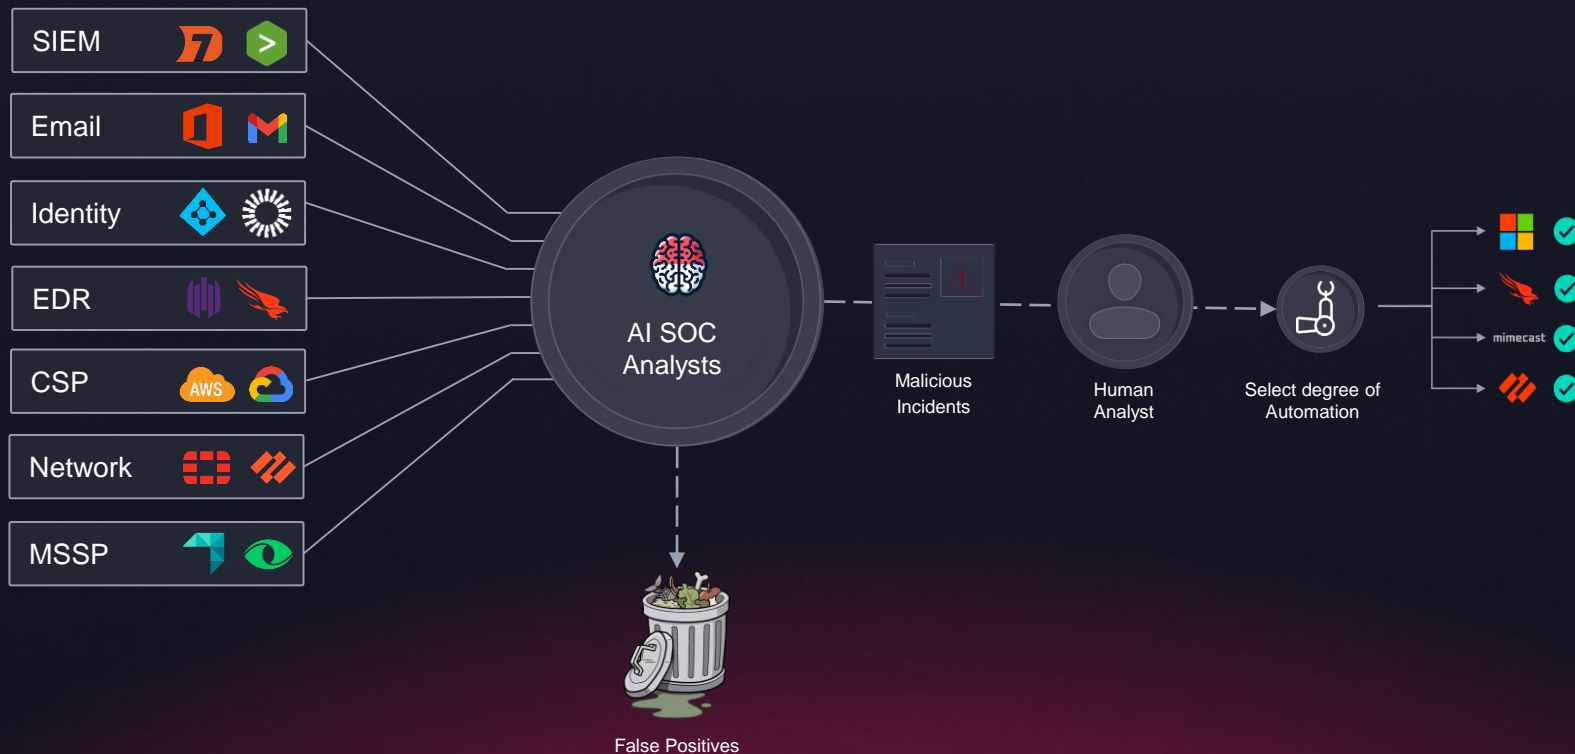 SIEM
Email
Identity
EDR
CSP
AWS
Network
MSSP
AI SOC
Analysts
Malicious
Incidents
Human
Analyst
Select degree of
Automation
mimecast
False Positives